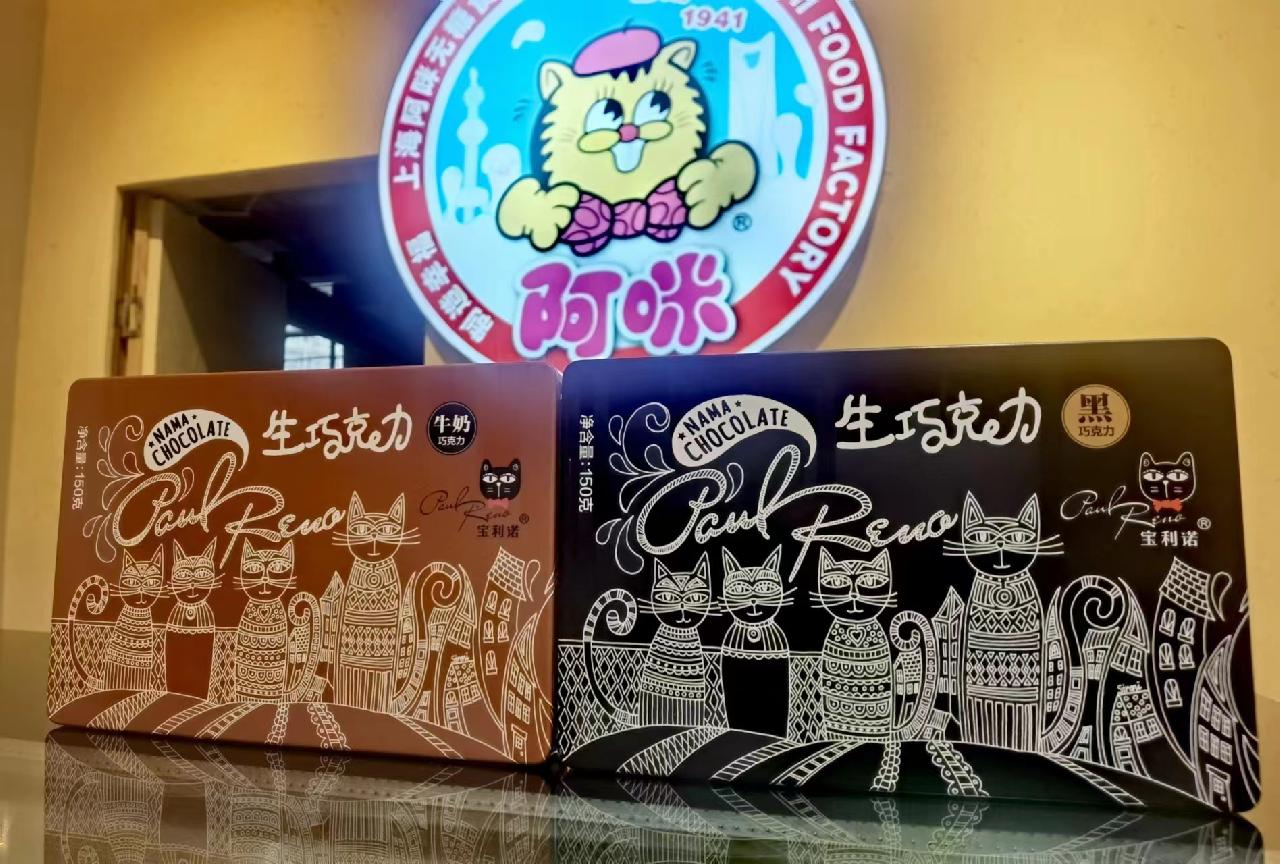 1941
上海阿咪无糖
FOOD FACTORY
®
阿咪
净含量:150克
NAMA
CHOCOLATE
生巧克力
牛奶
巧克力
Paul Reno
Paul
Reno
宝利诺®
净含量:150克
NAMA
CHOCOLATE
生巧克力
黑
巧克力
Paul Reno
Paul
Reno
宝利诺®